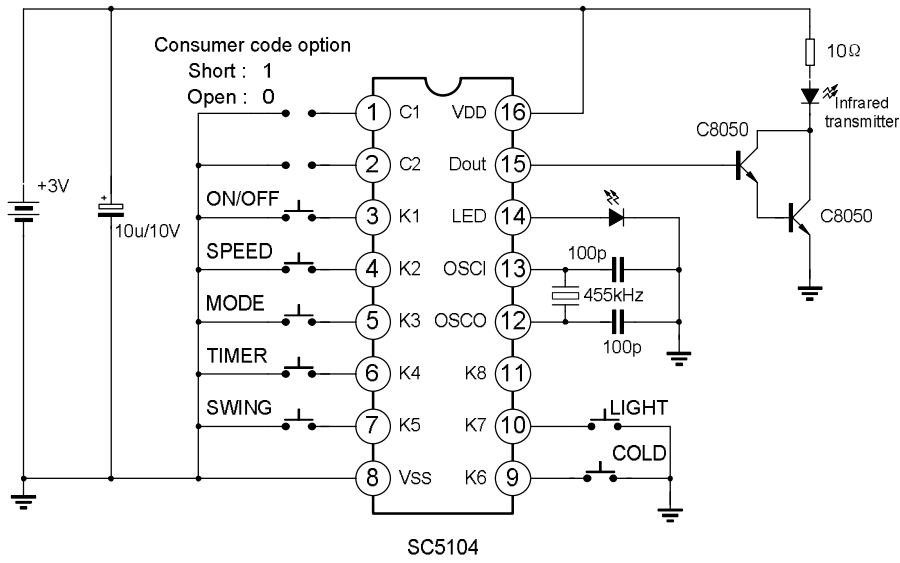 Consumer code option
Short : 1
Open : 0
10Ω
Infrared
transmitter
1 C1 VDD 16
C8050
2 C2 Dout 15
+3V
ON/OFF
+
10u/10V
3 K1 LED 14
C8050
SPEED
100p
4 K2 OSCI 13
455kHz
MODE
5 K3 OSCO 12
100p
TIMER
6 K4 K8 11
SWING
LIGHT
7 K5 K7 10
COLD
8 VSS K6 9
SC5104